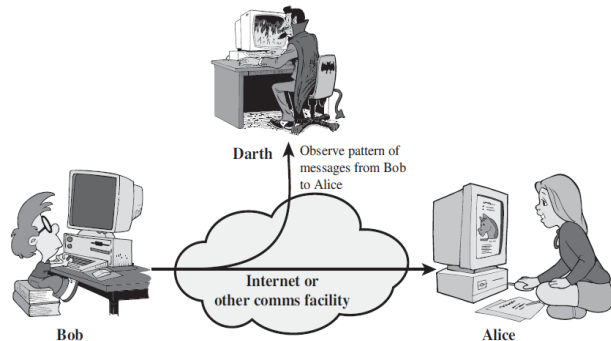 Darth
Observe pattern of
messages from Bob
to Alice
Internet or
other comms facility
Bob
Alice